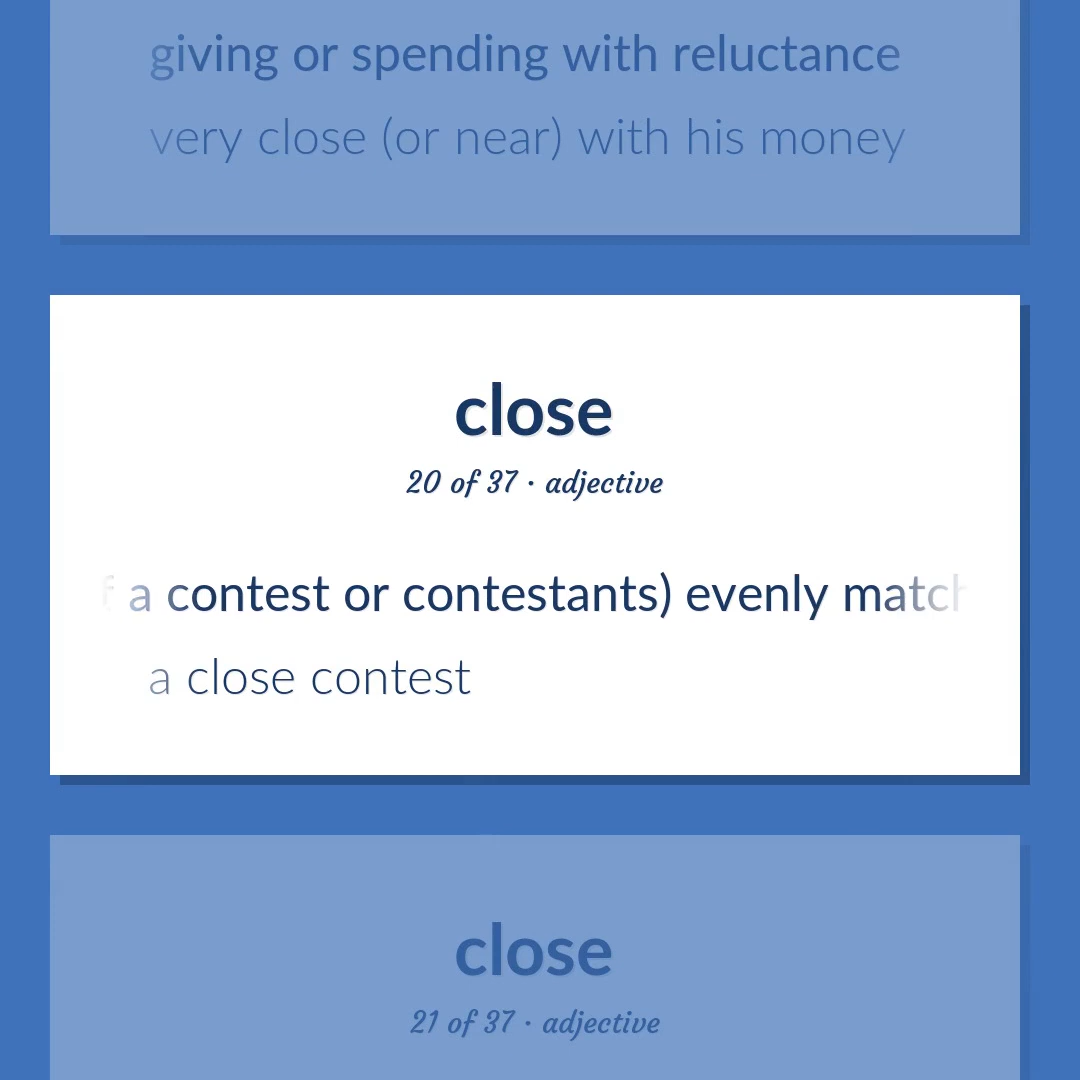 giving or spending with reluctance
very close (or near) with his money
close
20 of 37 · adjective
a contest or contestants) evenly
a close contest
close
21 of 37 · adjective